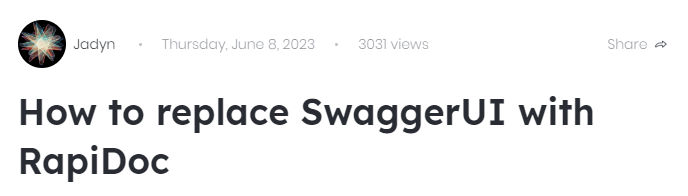 Jadyn • Thursday, June 8, 2023 • 3031 views Share
How to replace SwaggerUI with
RapiDoc